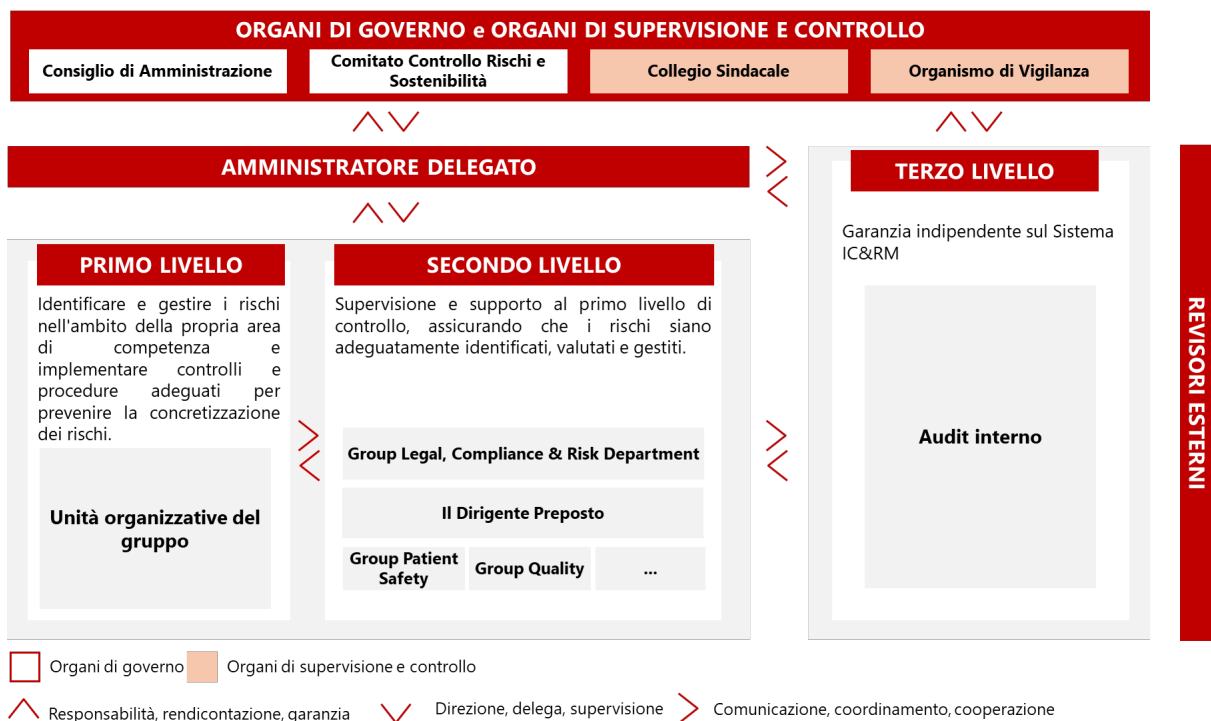 ORGANI DI GOVERNO e ORGANI DI SUPERVISIONE E CONTROLLO
Consiglio di Amministrazione
Comitato Controllo Rischi e
Sostenibilità
Collegio Sindacale
Organismo di Vigilanza
AMMINISTRATORE DELEGATO
PRIMO LIVELLO
Identificare e gestire i rischi
nell'ambito della propria area
di competenza e
implementare controlli e
procedure adeguati per
prevenire la concretizzazione
dei rischi.
Unità organizzative del
gruppo
SECONDO LIVELLO
Supervisione e supporto al primo livello di
controllo, assicurando che i rischi siano
adeguatamente identificati, valutati e gestiti.
Group Legal, Compliance & Risk Department
Il Dirigente Preposto
Group Patient
Safety
Group Quality
...
TERZO LIVELLO
Garanzia indipendente sul Sistema
IC&RM
Audit interno
REVISORI ESTERNI
Organi di governo
Organi di supervisione e controllo
Responsabilità, rendicontazione, garanzia
Direzione, delega, supervisione
Comunicazione, coordinamento, cooperazione